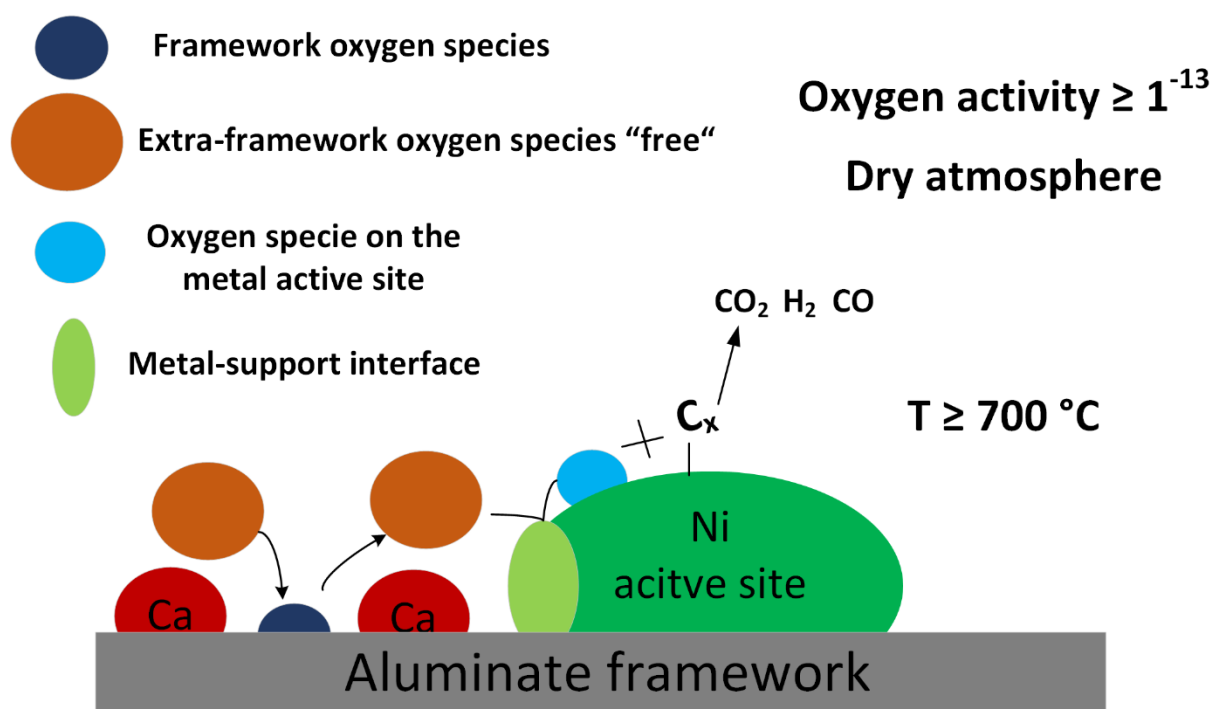 Framework oxygen species
Extra-framework oxygen species “free“
Oxygen specie on the
metal active site
Metal-support interface
Oxygen activity ≥ 1⁻¹³
Dry atmosphere
CO₂ H₂ CO
Cₓ
T ≥ 700 °C
Ni
acitve site
Ca
Ca
Aluminate framework